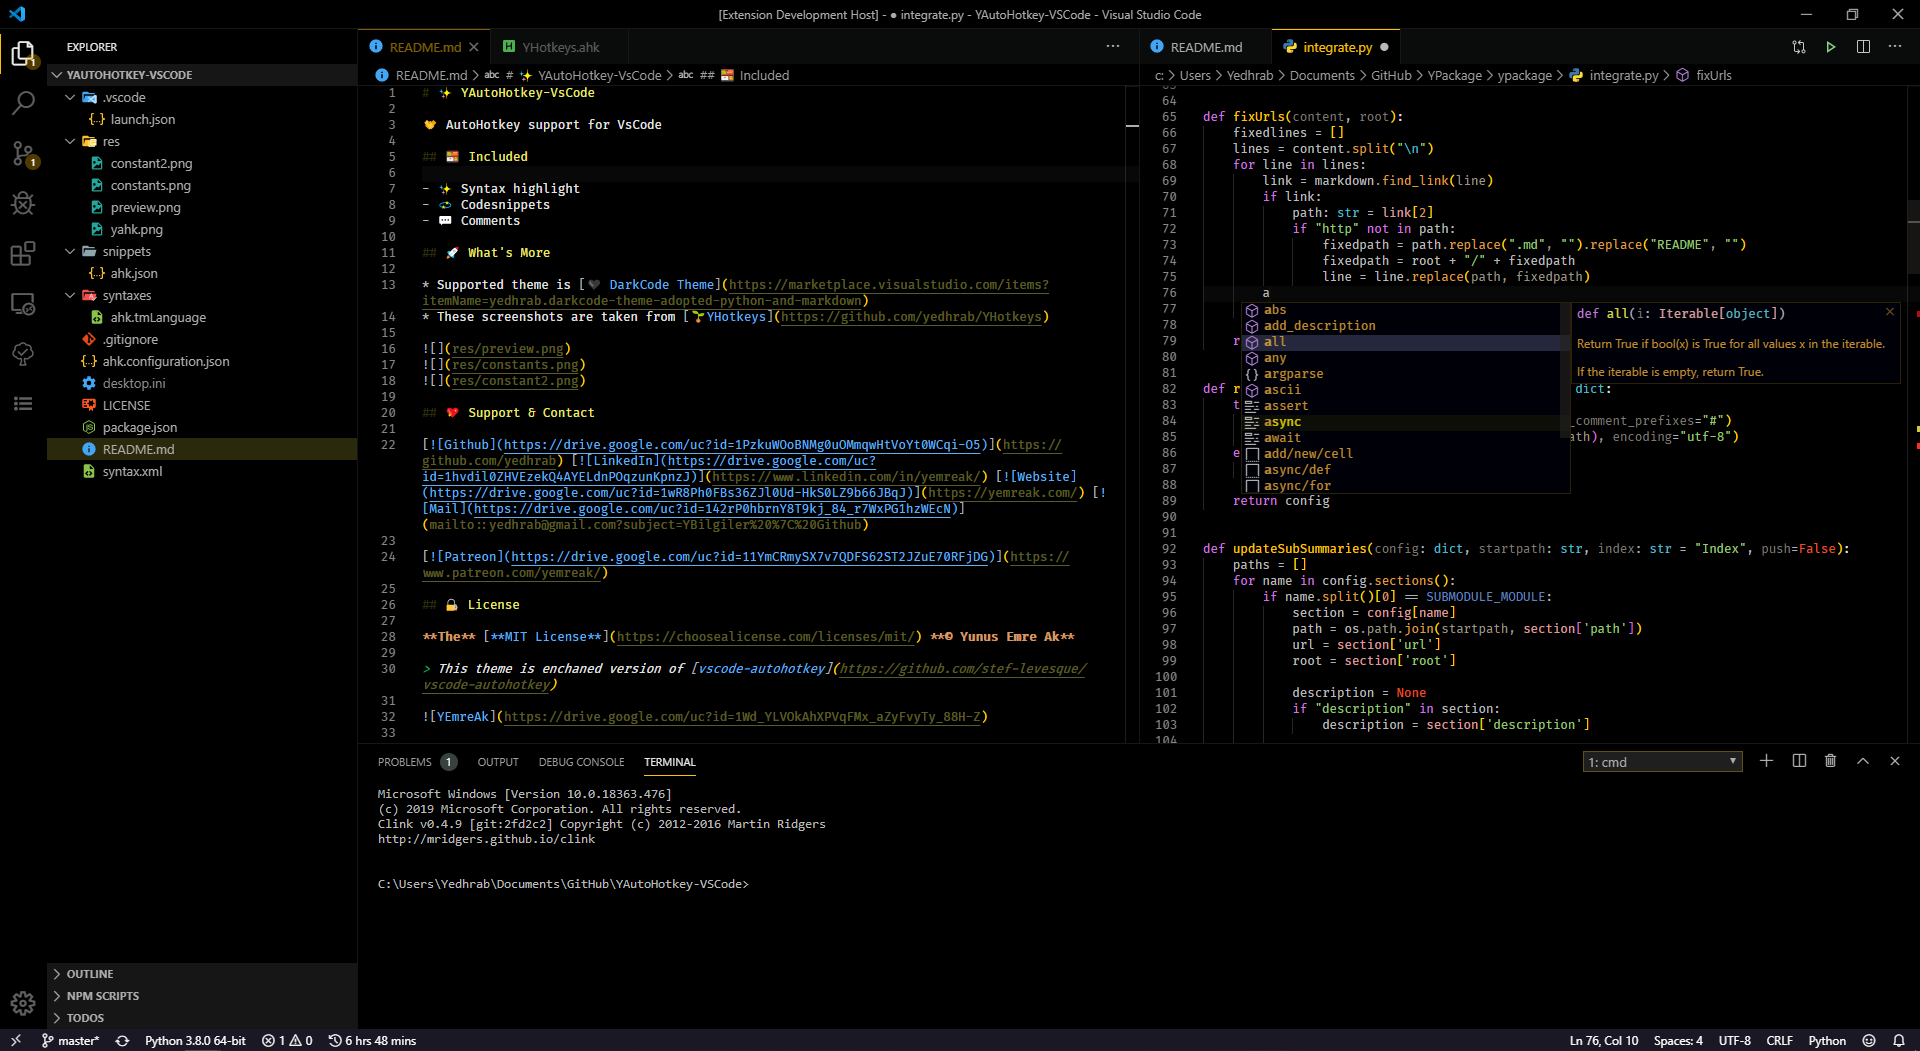 [Extension Development Host] - ● integrate.py - YAutoHotkey-VSCode - Visual Studio Code
EXPLORER
YAUTOHOTKEY-VSCODE
.vscode
launch.json
res
constant2.png
constants.png
preview.png
yahk.png
snippets
ahk.json
syntaxes
ahk.tmLanguage
.gitignore
ahk.configuration.json
desktop.ini
LICENSE
package.json
README.md
syntax.xml
OUTLINE
NPM SCRIPTS
TODOS
README.md
YHotkeys.ahk
README.md > abc # ✨ YAutoHotkey-VsCode > abc ## Included
1 # ✨ YAutoHotkey-VsCode
2
3 AutoHotkey support for VsCode
4
5 ## Included
6
7 - ✨ Syntax highlight
8 - Codesnippets
9 - 💬 Comments
10
11 ## 🚀 What's More
12
13 * Supported theme is [🖤 DarkCode Theme](https://marketplace.visualstudio.com/items?
itemName=yedhrab.darkcode-theme-adopted-python-and-markdown)
14 * These screenshots are taken from [🌱YHotkeys](https://github.com/yedhrab/YHotkeys)
15
16 ![](res/preview.png)
17 ![](res/constants.png)
18 ![](res/constant2.png)
19
20 ## 💖 Support & Contact
21
22 [![Github](https://drive.google.com/uc?id=1PzkuWOoBNMg0uOMmqwHtVoYt0WCqi-O5)](https://
github.com/yedhrab) [![LinkedIn](https://drive.google.com/uc?
id=1hvdil0ZHVEzekQ4AYELdnPOqzunKpnzJ)](https://www.linkedin.com/in/yemreak/) [![Website]
(https://drive.google.com/uc?id=1wR8Ph0FBs36ZJl0Ud-HkS0LZ9b66JBqJ)](https://yemreak.com/) [!
[Mail](https://drive.google.com/uc?id=142rP0hbrnY8T9kj_84_r7WxPG1hzWEcN)]
(mailto::yedhrab@gmail.com?subject=YBilgiler%20%7C%20Github)
23
24 [![Patreon](https://drive.google.com/uc?id=11YmCRmySX7v7QDFS62ST2JZuE70RFjDG)](https://
www.patreon.com/yemreak/)
25
26 ## 🔏 License
27
28 **The** [**MIT License**](https://choosealicense.com/licenses/mit/) **© Yunus Emre Ak**
29
30 > This theme is enchaned version of [vscode-autohotkey](https://github.com/stef-levesque/
vscode-autohotkey)
31
32 ![YEmreAk](https://drive.google.com/uc?id=1Wd_YLVOkAhXPVqFMx_aZyFvyTy_88H-Z)
33
README.md
integrate.py ●
c: > Users > Yedhrab > Documents > GitHub > YPackage > ypackage > integrate.py > fixUrls
63
64
65 def fixUrls(content, root):
66 fixedlines = []
67 lines = content.split("\n")
68 for line in lines:
69 link = markdown.find_link(line)
70 if link:
71 path: str = link[2]
72 if "http" not in path:
73 fixedpath = path.replace(".md", "").replace("README", "")
74 fixedpath = root + "/" + fixedpath
75 line = line.replace(path, fixedpath)
76 a
77
78
79 r
80
81
82 def r dict:
83 t
84 _comment_prefixes="#")
85 ath), encoding="utf-8")
86 e
87
88
89 return config
90
91
92 def updateSubSummaries(config: dict, startpath: str, index: str = "Index", push=False):
93 paths = []
94 for name in config.sections():
95 if name.split()[0] == SUBMODULE_MODULE:
96 section = config[name]
97 path = os.path.join(startpath, section['path'])
98 url = section['url']
99 root = section['root']
100
101 description = None
102 if "description" in section:
103 description = section['description']
104
abs
add_description
all
any
argparse
ascii
assert
async
await
add/new/cell
async/def
async/for
def all(i: Iterable[object])
Return True if bool(x) is True for all values x in the iterable.
If the iterable is empty, return True.
PROBLEMS 1 OUTPUT DEBUG CONSOLE TERMINAL
1: cmd
Microsoft Windows [Version 10.0.18363.476]
(c) 2019 Microsoft Corporation. All rights reserved.
Clink v0.4.9 [git:2fd2c2] Copyright (c) 2012-2016 Martin Ridgers
http://mridgers.github.io/clink
C:\Users\Yedhrab\Documents\GitHub\YAutoHotkey-VSCode>
master* Python 3.8.0 64-bit 1 0 6 hrs 48 mins
Ln 76, Col 10 Spaces: 4 UTF-8 CRLF Python